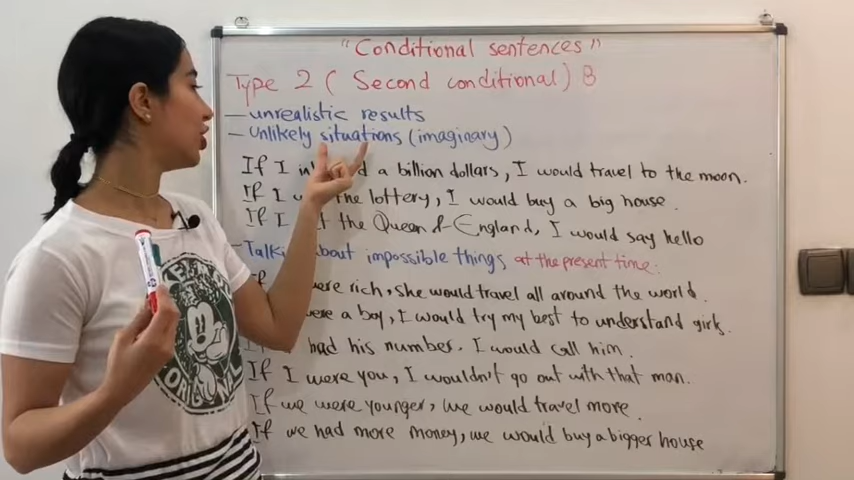 "Conditional sentences"
Type 2 ( Second conditional) B
- unrealistic results
- Unlikely situations (imaginary)
If I a billion dollars, I would travel to the moon.
If I the lottery, I would buy a big house.
If I the Queen of England, I would say hello
- Talking about impossible things at the present time:
were rich, she would travel all around the world.
were a boy, I would try my best to understand girls.
had his number. I would call him.
If I were you, I wouldn't go out with that man.
If we were younger, we would travel more.
If we had more money, we would buy a bigger house
ORIGINAL